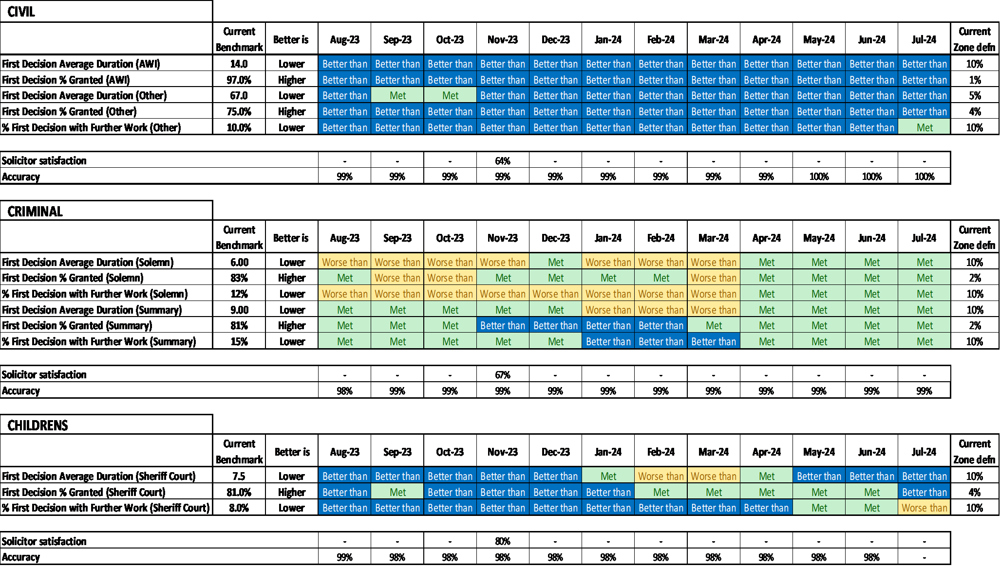 CIVIL
Current Benchmark Better is Aug-23 Sep-23 Oct-23 Nov-23 Dec-23 Jan-24 Feb-24 Mar-24 Apr-24 May-24 Jun-24 Jul-24 Current Zone defn
First Decision Average Duration (AWI) 14.0 Lower Better than Better than Better than Better than Better than Better than Better than Better than Better than Better than Better than Better than 10%
First Decision % Granted (AWI) 97.0% Higher Better than Better than Better than Better than Better than Better than Better than Better than Better than Better than Better than Better than 1%
First Decision Average Duration (Other) 67.0 Lower Better than Met Met Better than Better than Better than Better than Better than Better than Better than Better than Better than 5%
First Decision % Granted (Other) 75.0% Higher Better than Better than Better than Better than Better than Better than Better than Better than Better than Better than Better than Better than 4%
% First Decision with Further Work (Other) 10.0% Lower Better than Better than Better than Better than Better than Better than Better than Better than Better than Better than Better than Met 10%
Solicitor satisfaction - - - 64% - - - - - - - -
Accuracy 99% 99% 99% 99% 99% 99% 99% 99% 99% 100% 100% 100%
CRIMINAL
Current Benchmark Better is Aug-23 Sep-23 Oct-23 Nov-23 Dec-23 Jan-24 Feb-24 Mar-24 Apr-24 May-24 Jun-24 Jul-24 Current Zone defn
First Decision Average Duration (Solemn) 6.00 Lower Worse than Worse than Worse than Worse than Met Worse than Worse than Worse than Met Met Met Met 10%
First Decision % Granted (Solemn) 83% Higher Met Worse than Worse than Met Met Met Met Worse than Met Met Met Met 2%
% First Decision with Further Work (Solemn) 12% Lower Worse than Worse than Worse than Worse than Worse than Worse than Worse than Worse than Met Met Met Met 10%
First Decision Average Duration (Summary) 9.00 Lower Met Met Met Met Met Worse than Worse than Worse than Met Met Met Met 10%
First Decision % Granted (Summary) 81% Higher Met Met Met Better than Better than Better than Better than Met Met Met Met Met 2%
% First Decision with Further Work (Summary) 15% Lower Met Met Met Met Met Better than Better than Better than Met Met Met Met 10%
Solicitor satisfaction - - - 67% - - - - - - - -
Accuracy 98% 99% 99% 99% 99% 99% 99% 99% 99% 99% 99% 99%
CHILDRENS
Current Benchmark Better is Aug-23 Sep-23 Oct-23 Nov-23 Dec-23 Jan-24 Feb-24 Mar-24 Apr-24 May-24 Jun-24 Jul-24 Current Zone defn
First Decision Average Duration (Sheriff Court) 7.5 Lower Better than Better than Better than Better than Better than Met Worse than Worse than Met Better than Better than Better than 10%
First Decision % Granted (Sheriff Court) 81.0% Higher Better than Met Better than Better than Better than Better than Met Met Met Met Met Better than 4%
% First Decision with Further Work (Sheriff Court) 8.0% Lower Better than Better than Better than Better than Better than Better than Better than Better than Better than Met Met Worse than 10%
Solicitor satisfaction - - - 80% - - - - - - - -
Accuracy 99% 98% 98% 98% 98% 98% 98% 98% 98% 98% 98% -